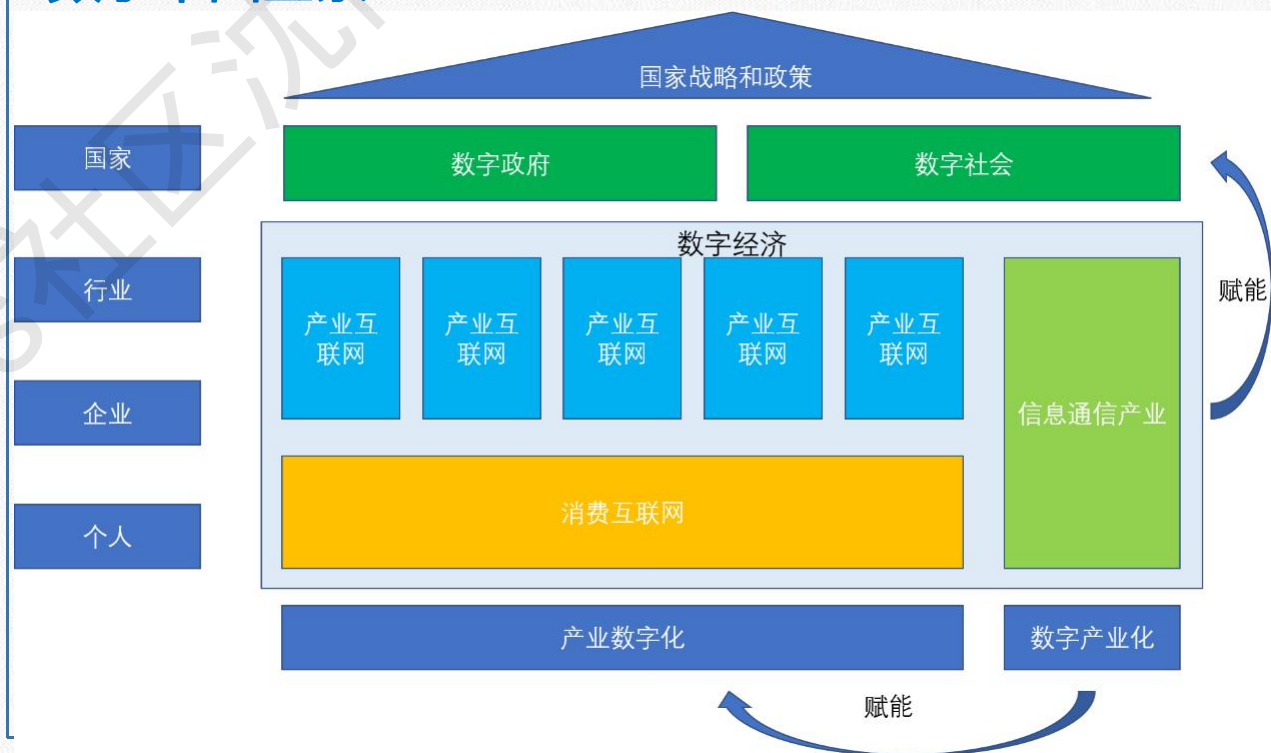 国家战略和政策
国家
数字政府
数字社会
数字经济
行业
产业互
联网
产业互
联网
产业互
联网
产业互
联网
产业互
联网
赋能
企业
信息通信产业
消费互联网
个人
产业数字化
数字产业化
赋能
社区沈